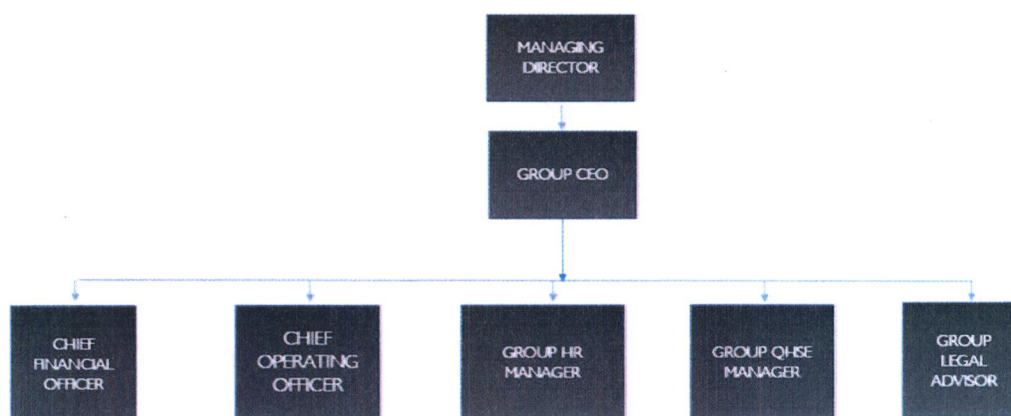 MANAGING
DIRECTOR
GROUP CEO
CHIEF
FINANCIAL
OFFICER
CHIEF
OPERATING
OFFICER
GROUP HR
MANAGER
GROUP QHSE
MANAGER
GROUP
LEGAL
ADVISOR